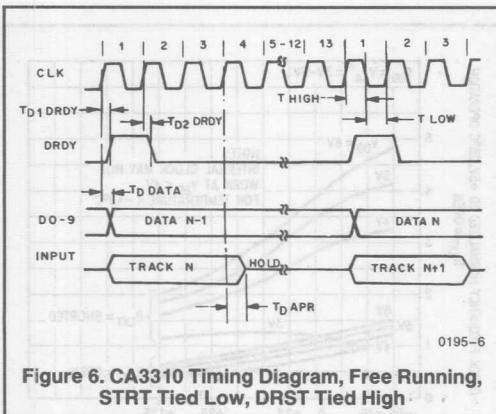 1 2 3 4 5-12 13 1 2 3
CLK
T HIGH
TD1 DRDY
TD2 DRDY
T LOW
DRDY
TD DATA
DO-9 DATA N-1 DATA N
INPUT
TRACK N HOLD TRACK N+1
TD APR
0195-6
Figure 6. CA3310 Timing Diagram, Free Running,
STRT Tied Low, DRST Tied High